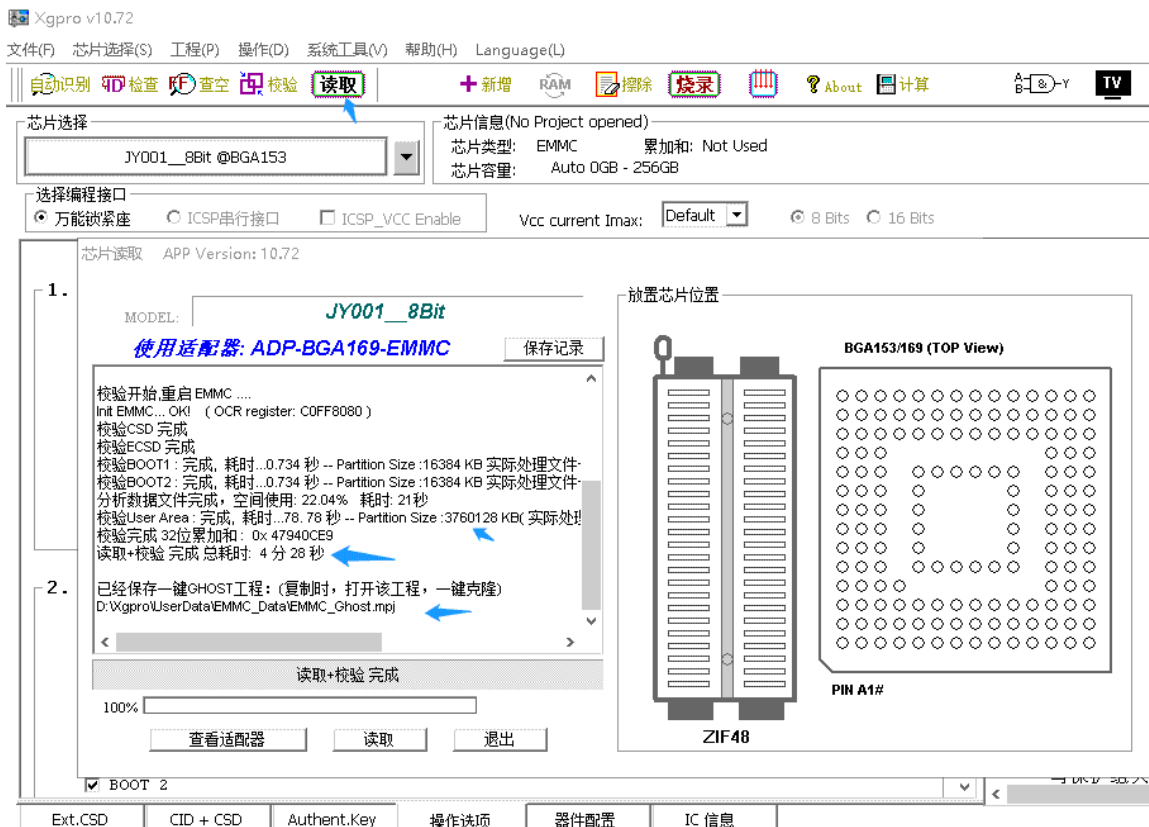 Xgpro v10.72
文件(F) 芯片选择(S) 工程(P) 操作(D) 系统工具(V) 帮助(H) Language(L)
自动识别 检查 查空 校验 读取 新增 RAM 擦除 烧录 About 计算 A B & Y TV
芯片选择
JY001__8Bit @BGA153
芯片信息(No Project opened)
芯片类型: EMMC 累加和: Not Used
芯片容量: Auto 0GB - 256GB
选择编程接口
万能锁紧座 ICSP串行接口 ICSP_VCC Enable Vcc current Imax: Default 8 Bits 16 Bits
芯片读取 APP Version: 10.72
1.
MODEL: JY001__8Bit
使用适配器: ADP-BGA169-EMMC 保存记录
校验开始,重启 EMMC ....
Init EMMC... OK! ( OCR register: C0FF8080 )
校验CSD 完成
校验ECSD 完成
校验BOOT1 : 完成, 耗时...0.734 秒 -- Partition Size :16384 KB 实际处理文件
校验BOOT2 : 完成, 耗时...0.734 秒 -- Partition Size :16384 KB 实际处理文件
分析数据文件完成，空间使用: 22.04% 耗时: 21秒
校验User Area : 完成, 耗时...78. 78 秒 -- Partition Size :3760128 KB( 实际处
校验完成 32位累加和 : 0x 47940CE9
读取+校验 完成 总耗时: 4 分 28 秒
2.
已经保存一键GHOST工程：(复制时，打开该工程，一键克隆)
D:\Xgpro\UserData\EMMC_Data\EMMC_Ghost.mpj
读取+校验 完成
100%
查看适配器 读取 退出
放置芯片位置
BGA153/169 (TOP View)
PIN A1#
ZIF48
BOOT 2
Ext.CSD CID + CSD Authent.Key 操作选项 器件配置 IC 信息